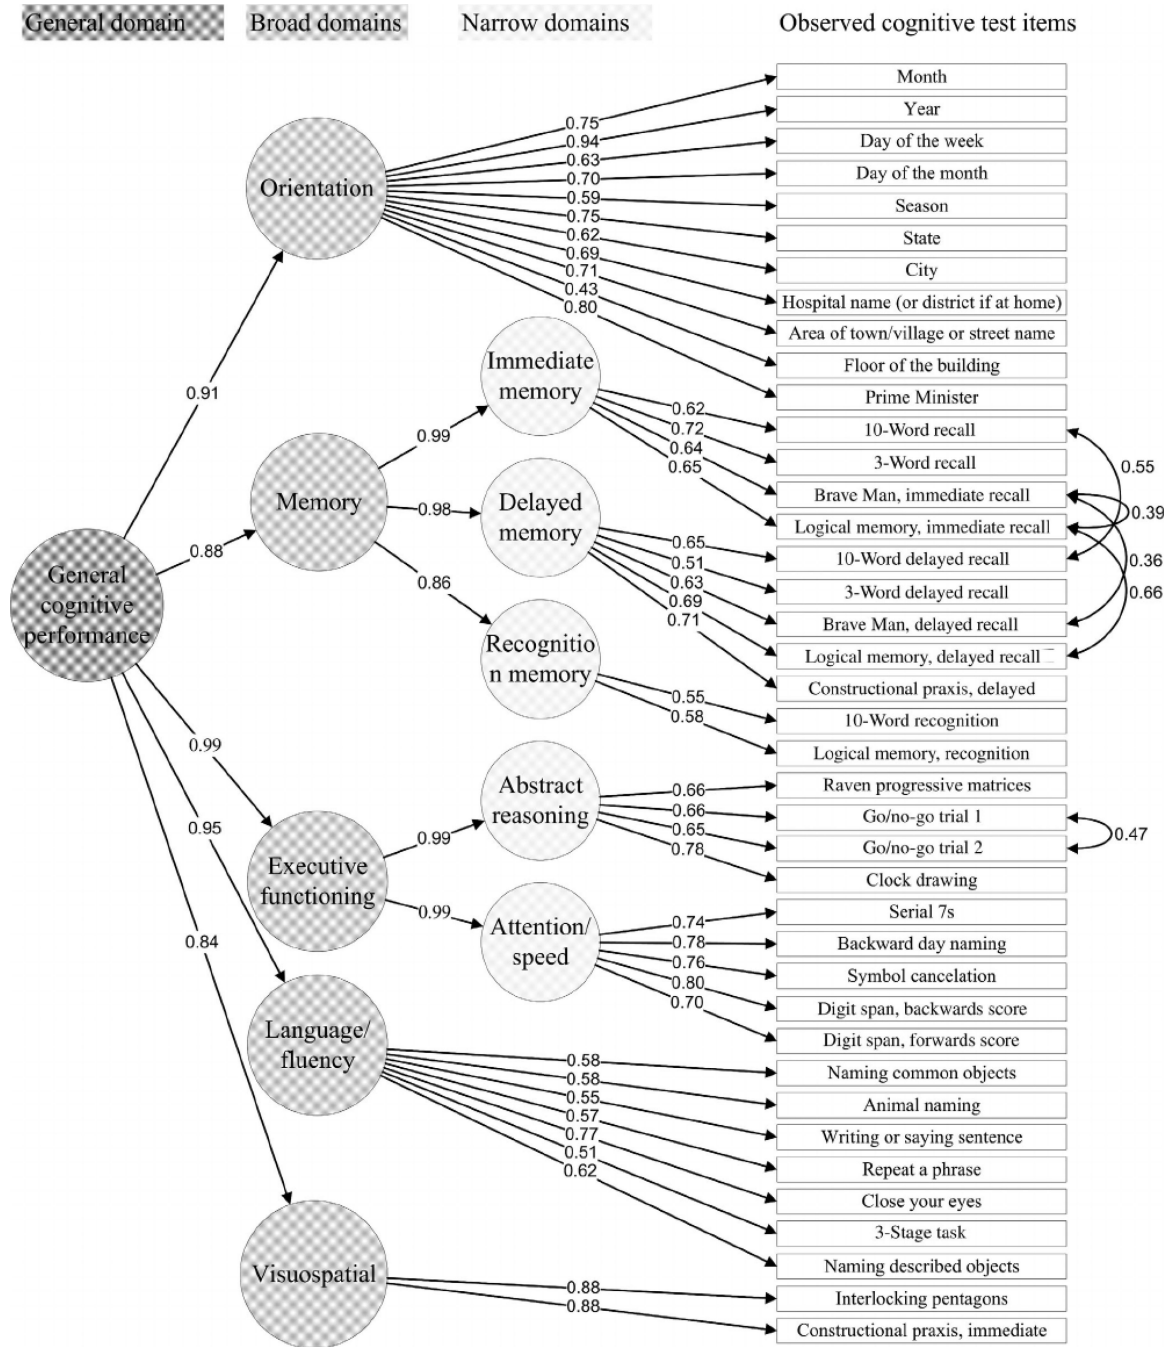 General domain
Broad domains
Narrow domains
Observed cognitive test items
Month
Year
Day of the week
Day of the month
Season
State
City
Hospital name (or district if at home)
Area of town/village or street name
Floor of the building
Prime Minister
10-Word recall
3-Word recall
Brave Man, immediate recall
Logical memory, immediate recall
10-Word delayed recall
3-Word delayed recall
Brave Man, delayed recall
Logical memory, delayed recall
Constructional praxis, delayed
10-Word recognition
Logical memory, recognition
Raven progressive matrices
Go/no-go trial 1
Go/no-go trial 2
Clock drawing
Serial 7s
Backward day naming
Symbol cancelation
Digit span, backwards score
Digit span, forwards score
Naming common objects
Animal naming
Writing or saying sentence
Repeat a phrase
Close your eyes
3-Stage task
Naming described objects
Interlocking pentagons
Constructional praxis, immediate
Orientation
0.75
0.94
0.63
0.70
0.59
0.75
0.62
0.69
0.71
0.43
0.80
Immediate
memory
0.62
0.72
0.64
0.65
Memory
0.99
0.98
0.86
Delayed
memory
0.65
0.51
0.63
0.69
0.71
Recognitio
n memory
0.55
0.58
General
cognitive
performance
0.91
0.88
0.99
0.95
0.84
Executive
functioning
0.99
0.99
Abstract
reasoning
0.66
0.66
0.65
0.78
Attention/
speed
0.74
0.78
0.76
0.80
0.70
Language/
fluency
0.58
0.58
0.55
0.57
0.77
0.51
0.62
Visuospatial
0.88
0.88
0.55
0.39
0.36
0.66
0.47